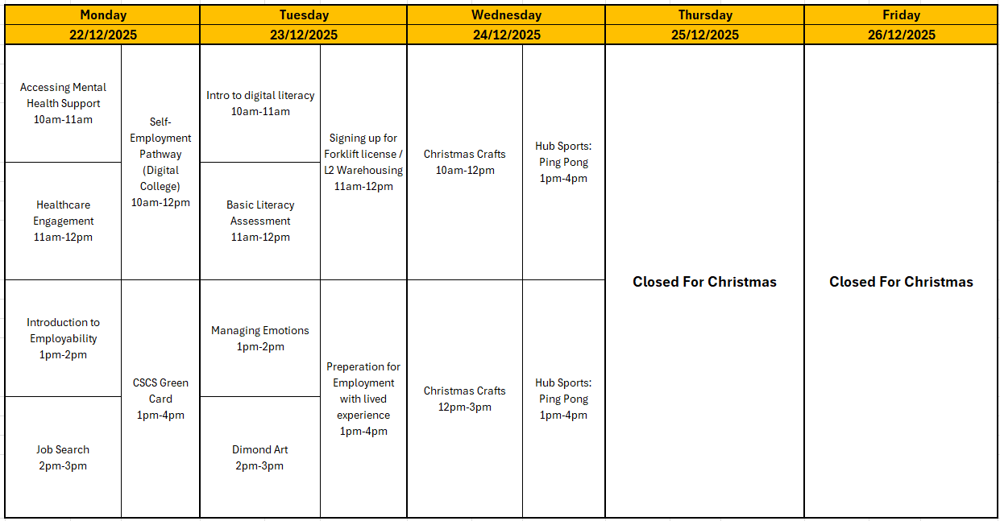 Monday
Tuesday
Wednesday
Thursday
Friday
22/12/2025
23/12/2025
24/12/2025
25/12/2025
26/12/2025
Accessing Mental
Health Support
10am-11am
Self-
Employment
Pathway
(Digital
College)
10am-12pm
Intro to digital literacy
10am-11am
Signing up for
Forklift license /
L2 Warehousing
11am-12pm
Christmas Crafts
10am-12pm
Hub Sports:
Ping Pong
1pm-4pm
Closed For Christmas
Closed For Christmas
Healthcare
Engagement
11am-12pm
Basic Literacy
Assessment
11am-12pm
Introduction to
Employability
1pm-2pm
CSCS Green
Card
1pm-4pm
Managing Emotions
1pm-2pm
Preperation for
Employment
with lived
experience
1pm-4pm
Christmas Crafts
12pm-3pm
Hub Sports:
Ping Pong
1pm-4pm
Job Search
2pm-3pm
Dimond Art
2pm-3pm